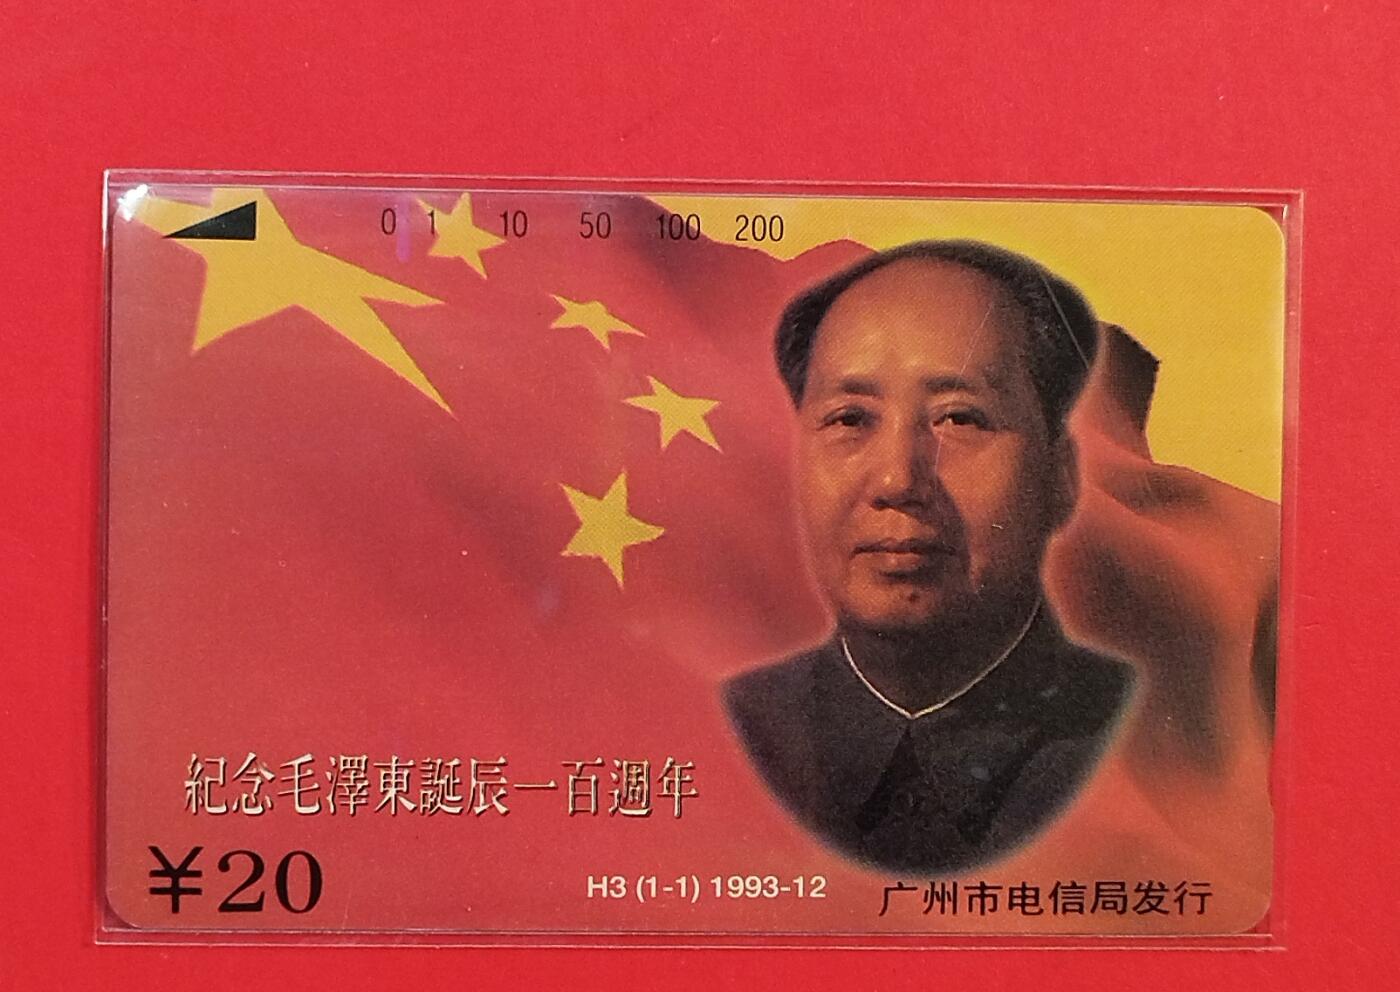 0 1 10 50 100 200
紀念毛澤東誕辰一百週年
¥20
H3 (1-1) 1993-12
广州市电信局发行